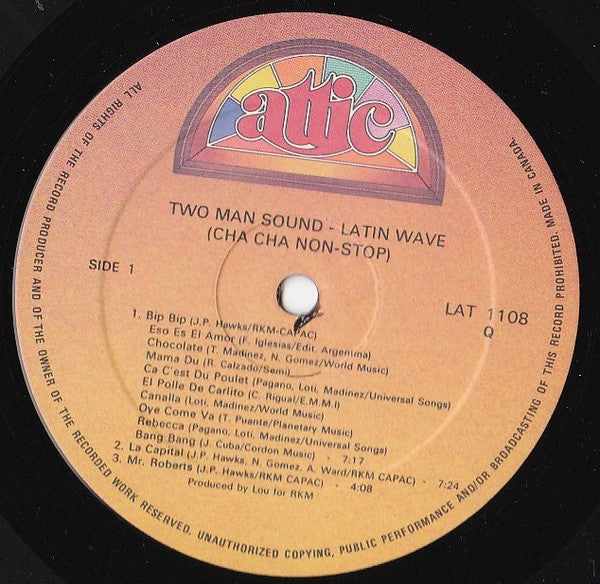 attic
TWO MAN SOUND - LATIN WAVE
(CHA CHA NON-STOP)
SIDE 1
LAT 1108
Q
1. Bip Bip (J.P. Hawks/RKM-CAPAC)
Eso Es El Amor (F. Iglesias/Edit. Argentina)
Chocolate (T. Madinez, N. Gomez/World Music)
Mama Du (R. Calzado/Semi)
Ca C'est Du Poulet (Pagano, Loti, Madinez/Universal Songs)
El Polle De Carlito (C. Rigual/E.M.M.I)
Canalla (Loti, Madinez/World Music)
Oye Come Va (T. Puante/Planetary Music)
Rebecca (Pagano, Loti, Madinez/Universal Songs)
Bang Bang (J. Cuba/Cordon Music) - 7:17
2. La Capital (J.P. Hawks, N. Gomez, A. Ward/RKM CAPAC) - 7:24
3. Mr. Roberts (J.P. Hawks/RKM CAPAC) - 4:08
Produced by Lou for RKM
ALL RIGHTS OF THE RECORD PRODUCER AND OF THE OWNER OF THE RECORDED WORK RESERVED. UNAUTHORIZED COPYING, PUBLIC PERFORMANCE AND/OR BROADCASTING OF THIS RECORD PROHIBITED. MADE IN CANADA.